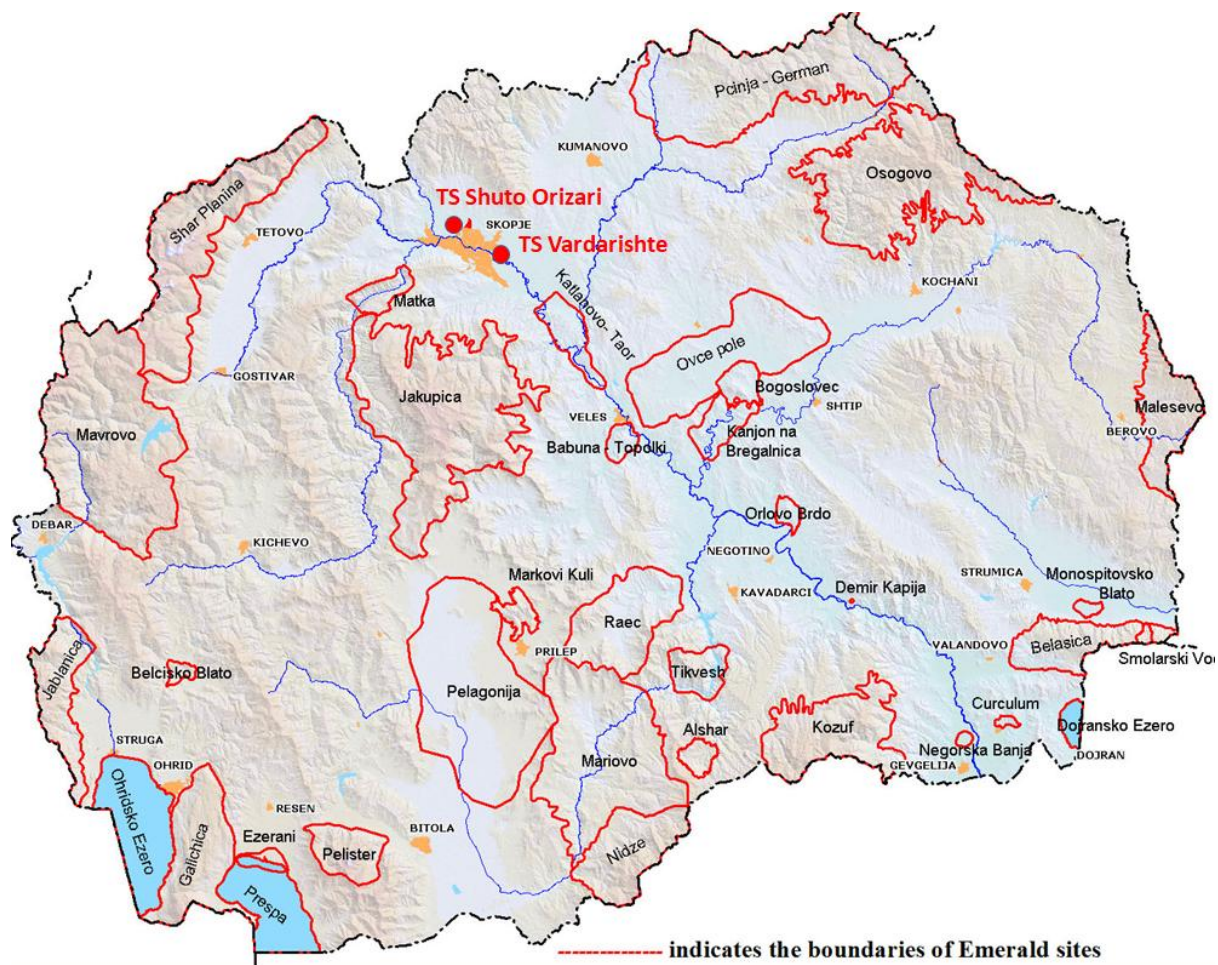 Pcinja - German
KUMANOVO
Osogovo
Shar Planina
TS Shuto Orizari
SKOPJE
TETOVO
TS Vardarishte
KOCHANI
Matka
Katlanovo- Taor
Ovce pole
GOSTIVAR
Jakupica
Bogoslovec
SHTIP
Malesevo
VELES
BEROVO
Mavrovo
Kanjon na
Bregalnica
Babuna - Topolki
Orlovo Brdo
DEBAR
KICHEVO
NEGOTINO
Markovi Kuli
STRUMICA
Monospitovsko
Blato
Demir Kapija
KAVADARCI
Raec
Belasica
VALANDOVO
PRILEP
Smolarski Voc
Jablanica
Belcisko Blato
Tikvesh
Pelagonija
Curculum
Alshar
Kozuf
Dojransko Ezero
STRUGA
Negorska Banja
DOJRAN
Mariovo
OHRID
GEVGELIJA
Ohridsko Ezero
RESEN
BITOLA
Ezerani
Galichica
Pelister
Nidze
Prespa
indicates the boundaries of Emerald sites